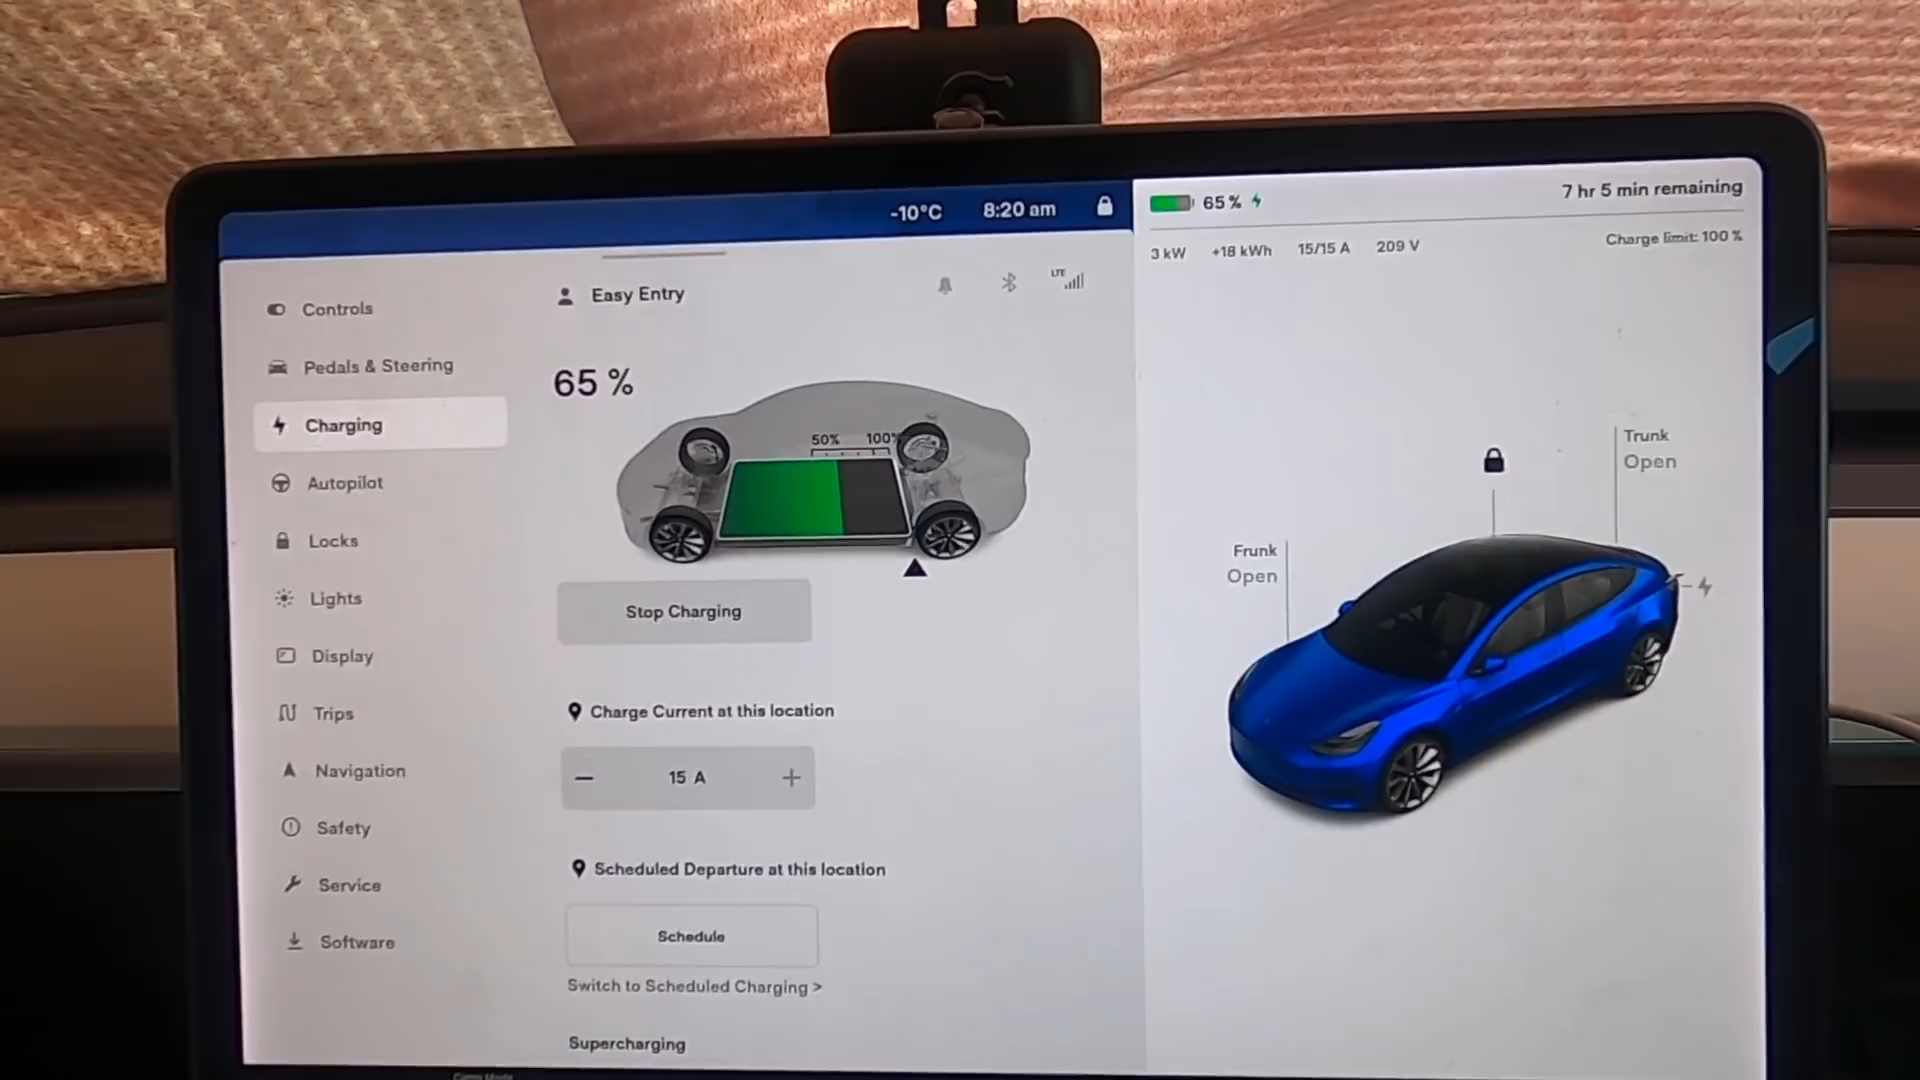 -10°C 8:20 am
65 % 7 hr 5 min remaining
3 kW +18 kWh 15/15 A 209 V Charge limit: 100 %
Controls
Pedals & Steering
Charging
Autopilot
Locks
Lights
Display
Trips
Navigation
Safety
Service
Software
Easy Entry
LTE
65 %
50% 100%
Stop Charging
Charge Current at this location
− 15 A +
Scheduled Departure at this location
Schedule
Switch to Scheduled Charging >
Supercharging
Trunk
Open
Frunk
Open